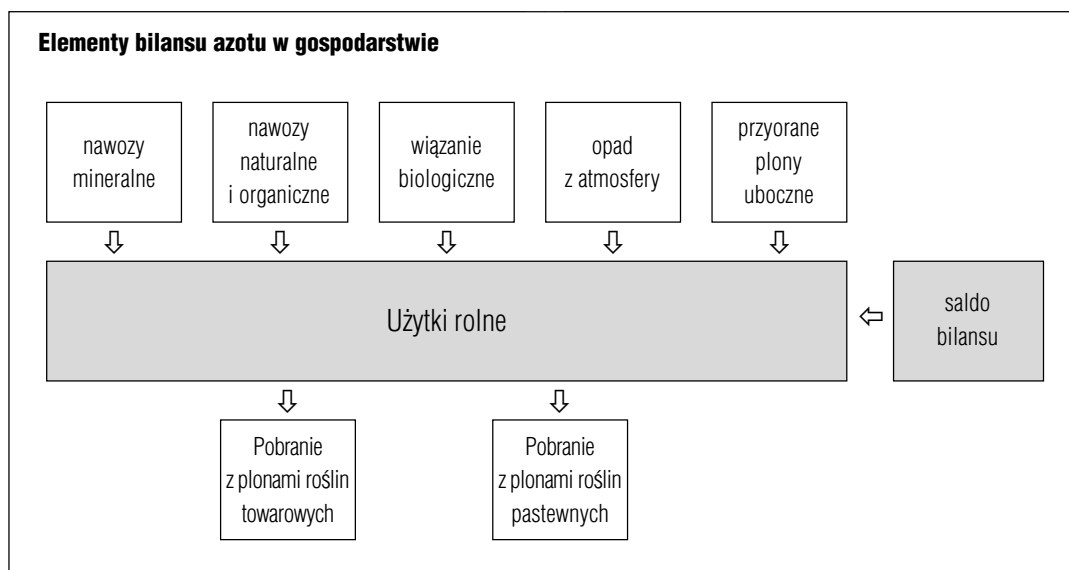 Elementy bilansu azotu w gospodarstwie
nawozy
mineralne
nawozy
naturalne
i organiczne
wiązanie
biologiczne
opad
z atmosfery
przyorane
plony
uboczne
Użytki rolne
saldo
bilansu
Pobranie
z plonami roślin
towarowych
Pobranie
z plonami roślin
pastewnych